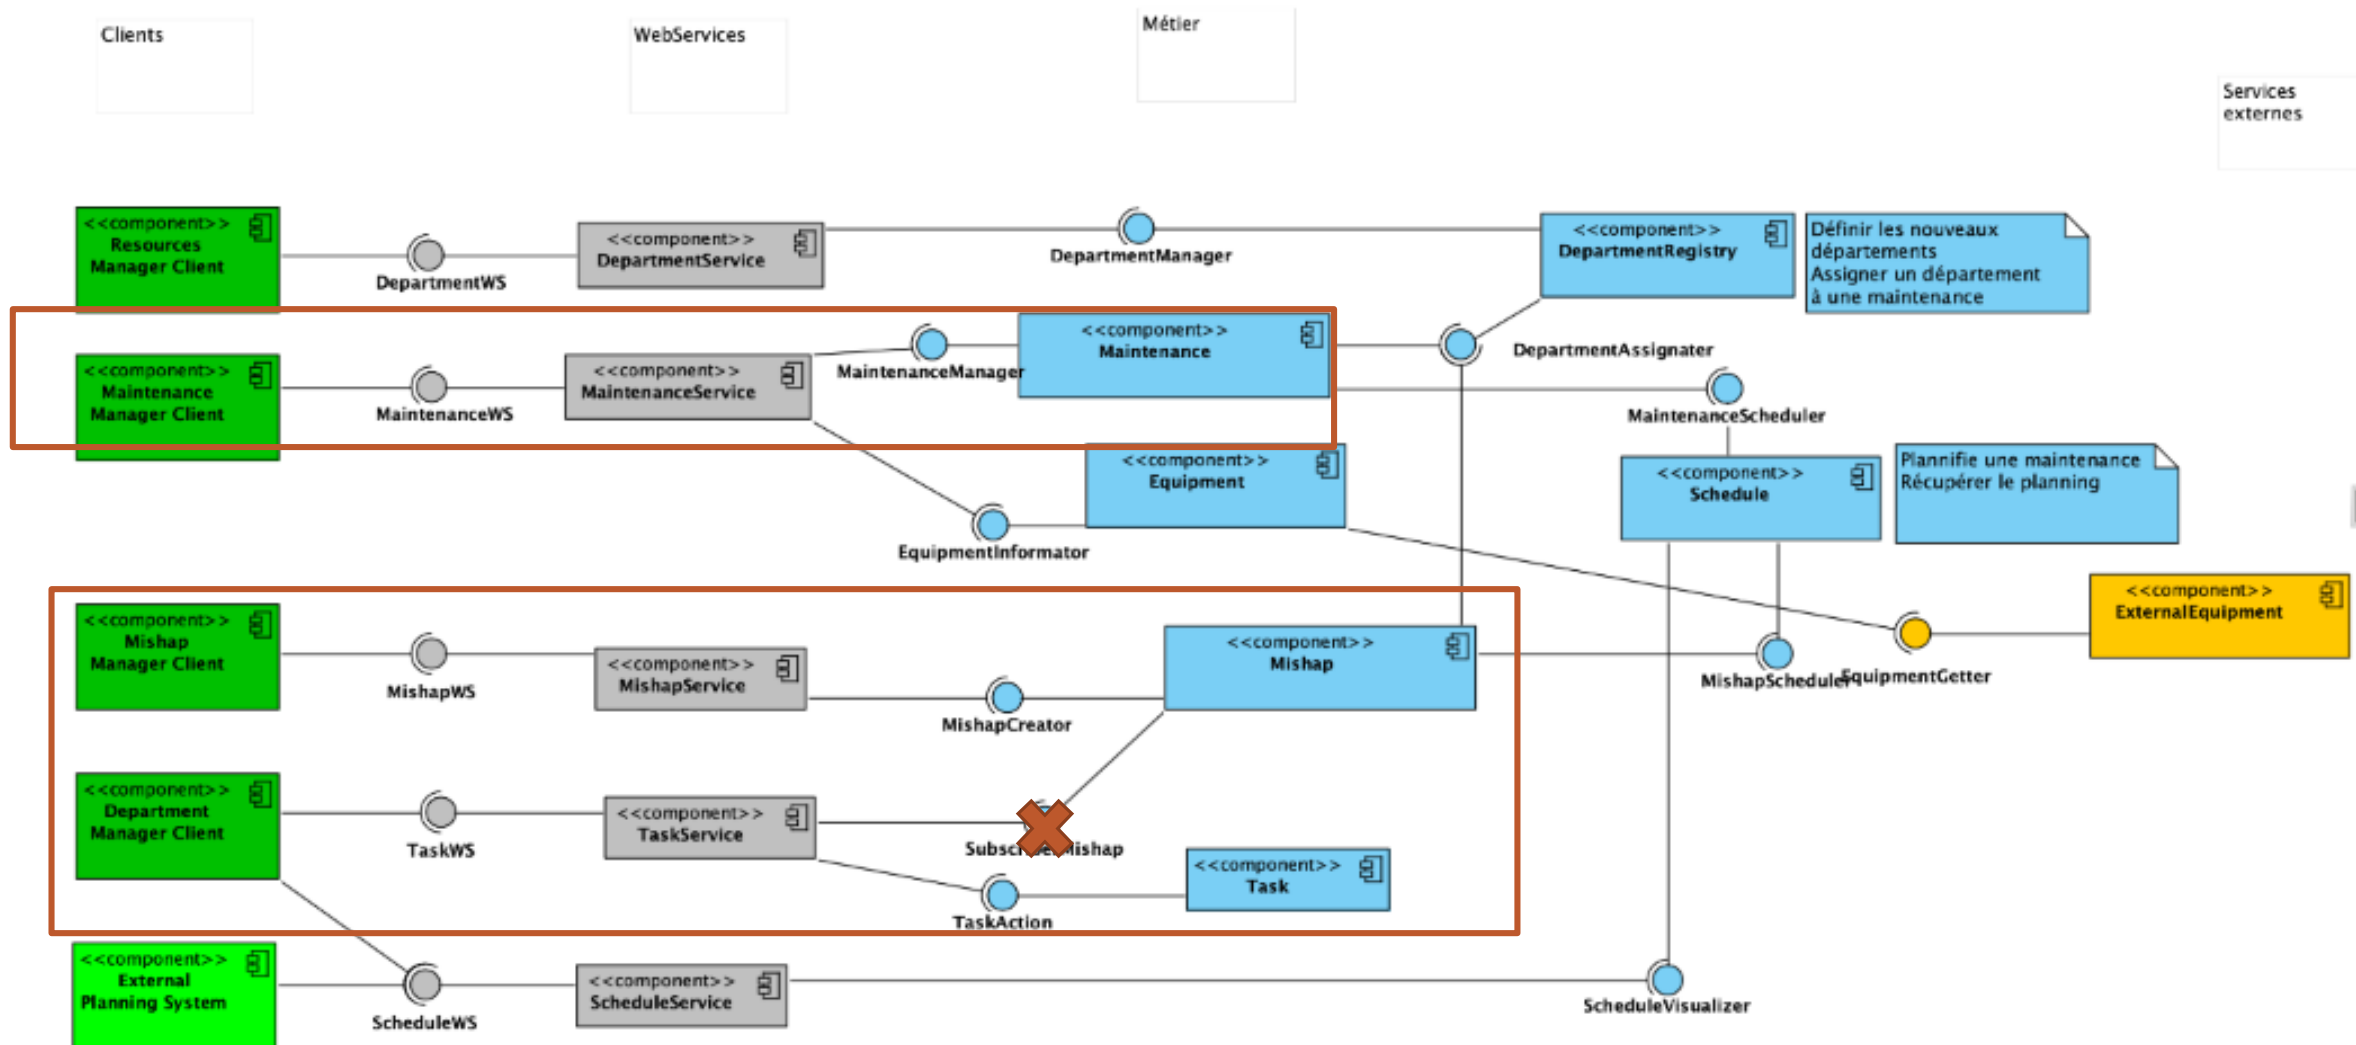 Clients
WebServices
Métier
Services
externes
<<component>>
Resources
Manager Client
DepartmentWS
<<component>>
DepartmentService
DepartmentManager
<<component>>
DepartmentRegistry
Définir les nouveaux
départements
Assigner un département
à une maintenance
<<component>>
Maintenance
Manager Client
MaintenanceWS
<<component>>
MaintenanceService
MaintenanceManager
<<component>>
Maintenance
DepartmentAssignater
MaintenanceScheduler
<<component>>
Equipment
EquipmentInformator
<<component>>
Schedule
Plannifie une maintenance
Récupérer le planning
<<component>>
ExternalEquipment
EquipmentGetter
<<component>>
Mishap
Manager Client
MishapWS
<<component>>
MishapService
MishapCreator
<<component>>
Mishap
MishapScheduler
<<component>>
Department
Manager Client
TaskWS
<<component>>
TaskService
TaskAction
<<component>>
Task
<<component>>
External
Planning System
ScheduleWS
<<component>>
ScheduleService
ScheduleVisualizer